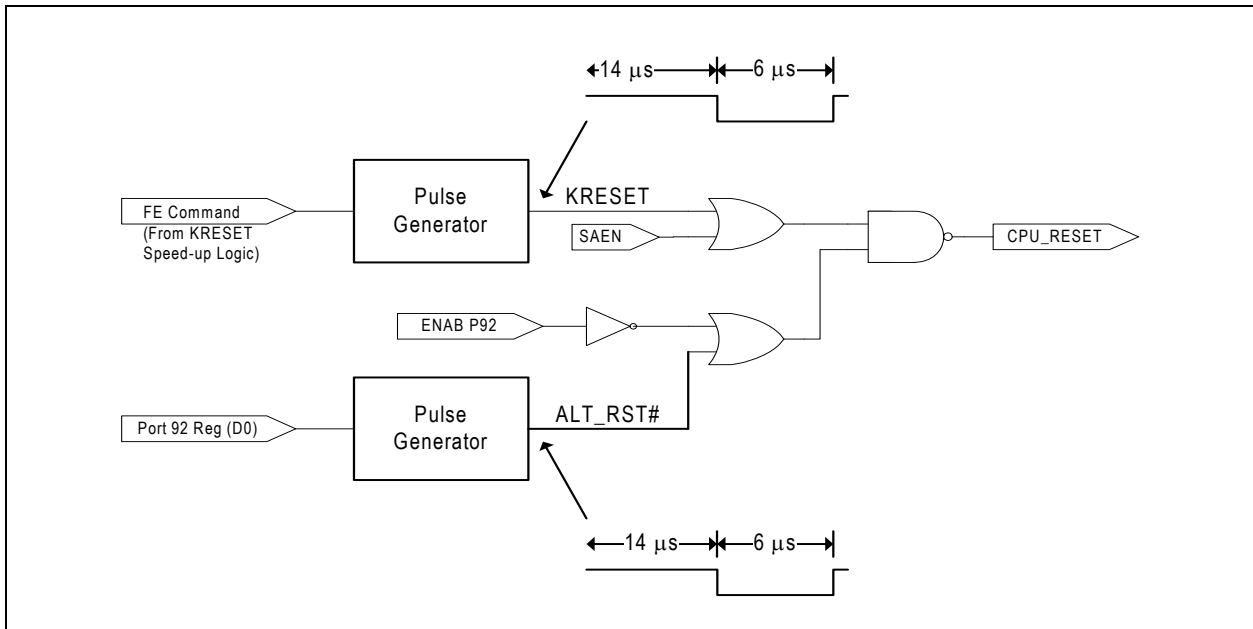 14 μs
6 μs
Pulse
Generator
KRESET
FE Command
(From KRESET
Speed-up Logic)
SAEN
CPU_RESET
ENAB P92
Pulse
Generator
ALT_RST#
Port 92 Reg (D0)
14 μs
6 μs